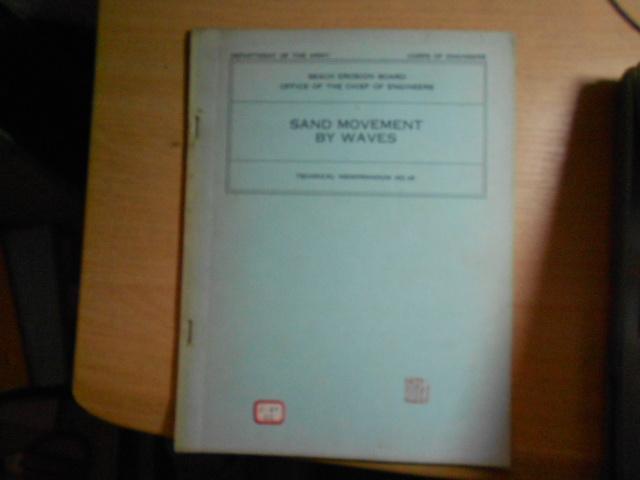 DEPARTMENT OF THE ARMY CORPS OF ENGINEERS
BEACH EROSION BOARD
OFFICE OF THE CHIEF OF ENGINEERS
SAND MOVEMENT
BY WAVES
TECHNICAL MEMORANDUM NO.